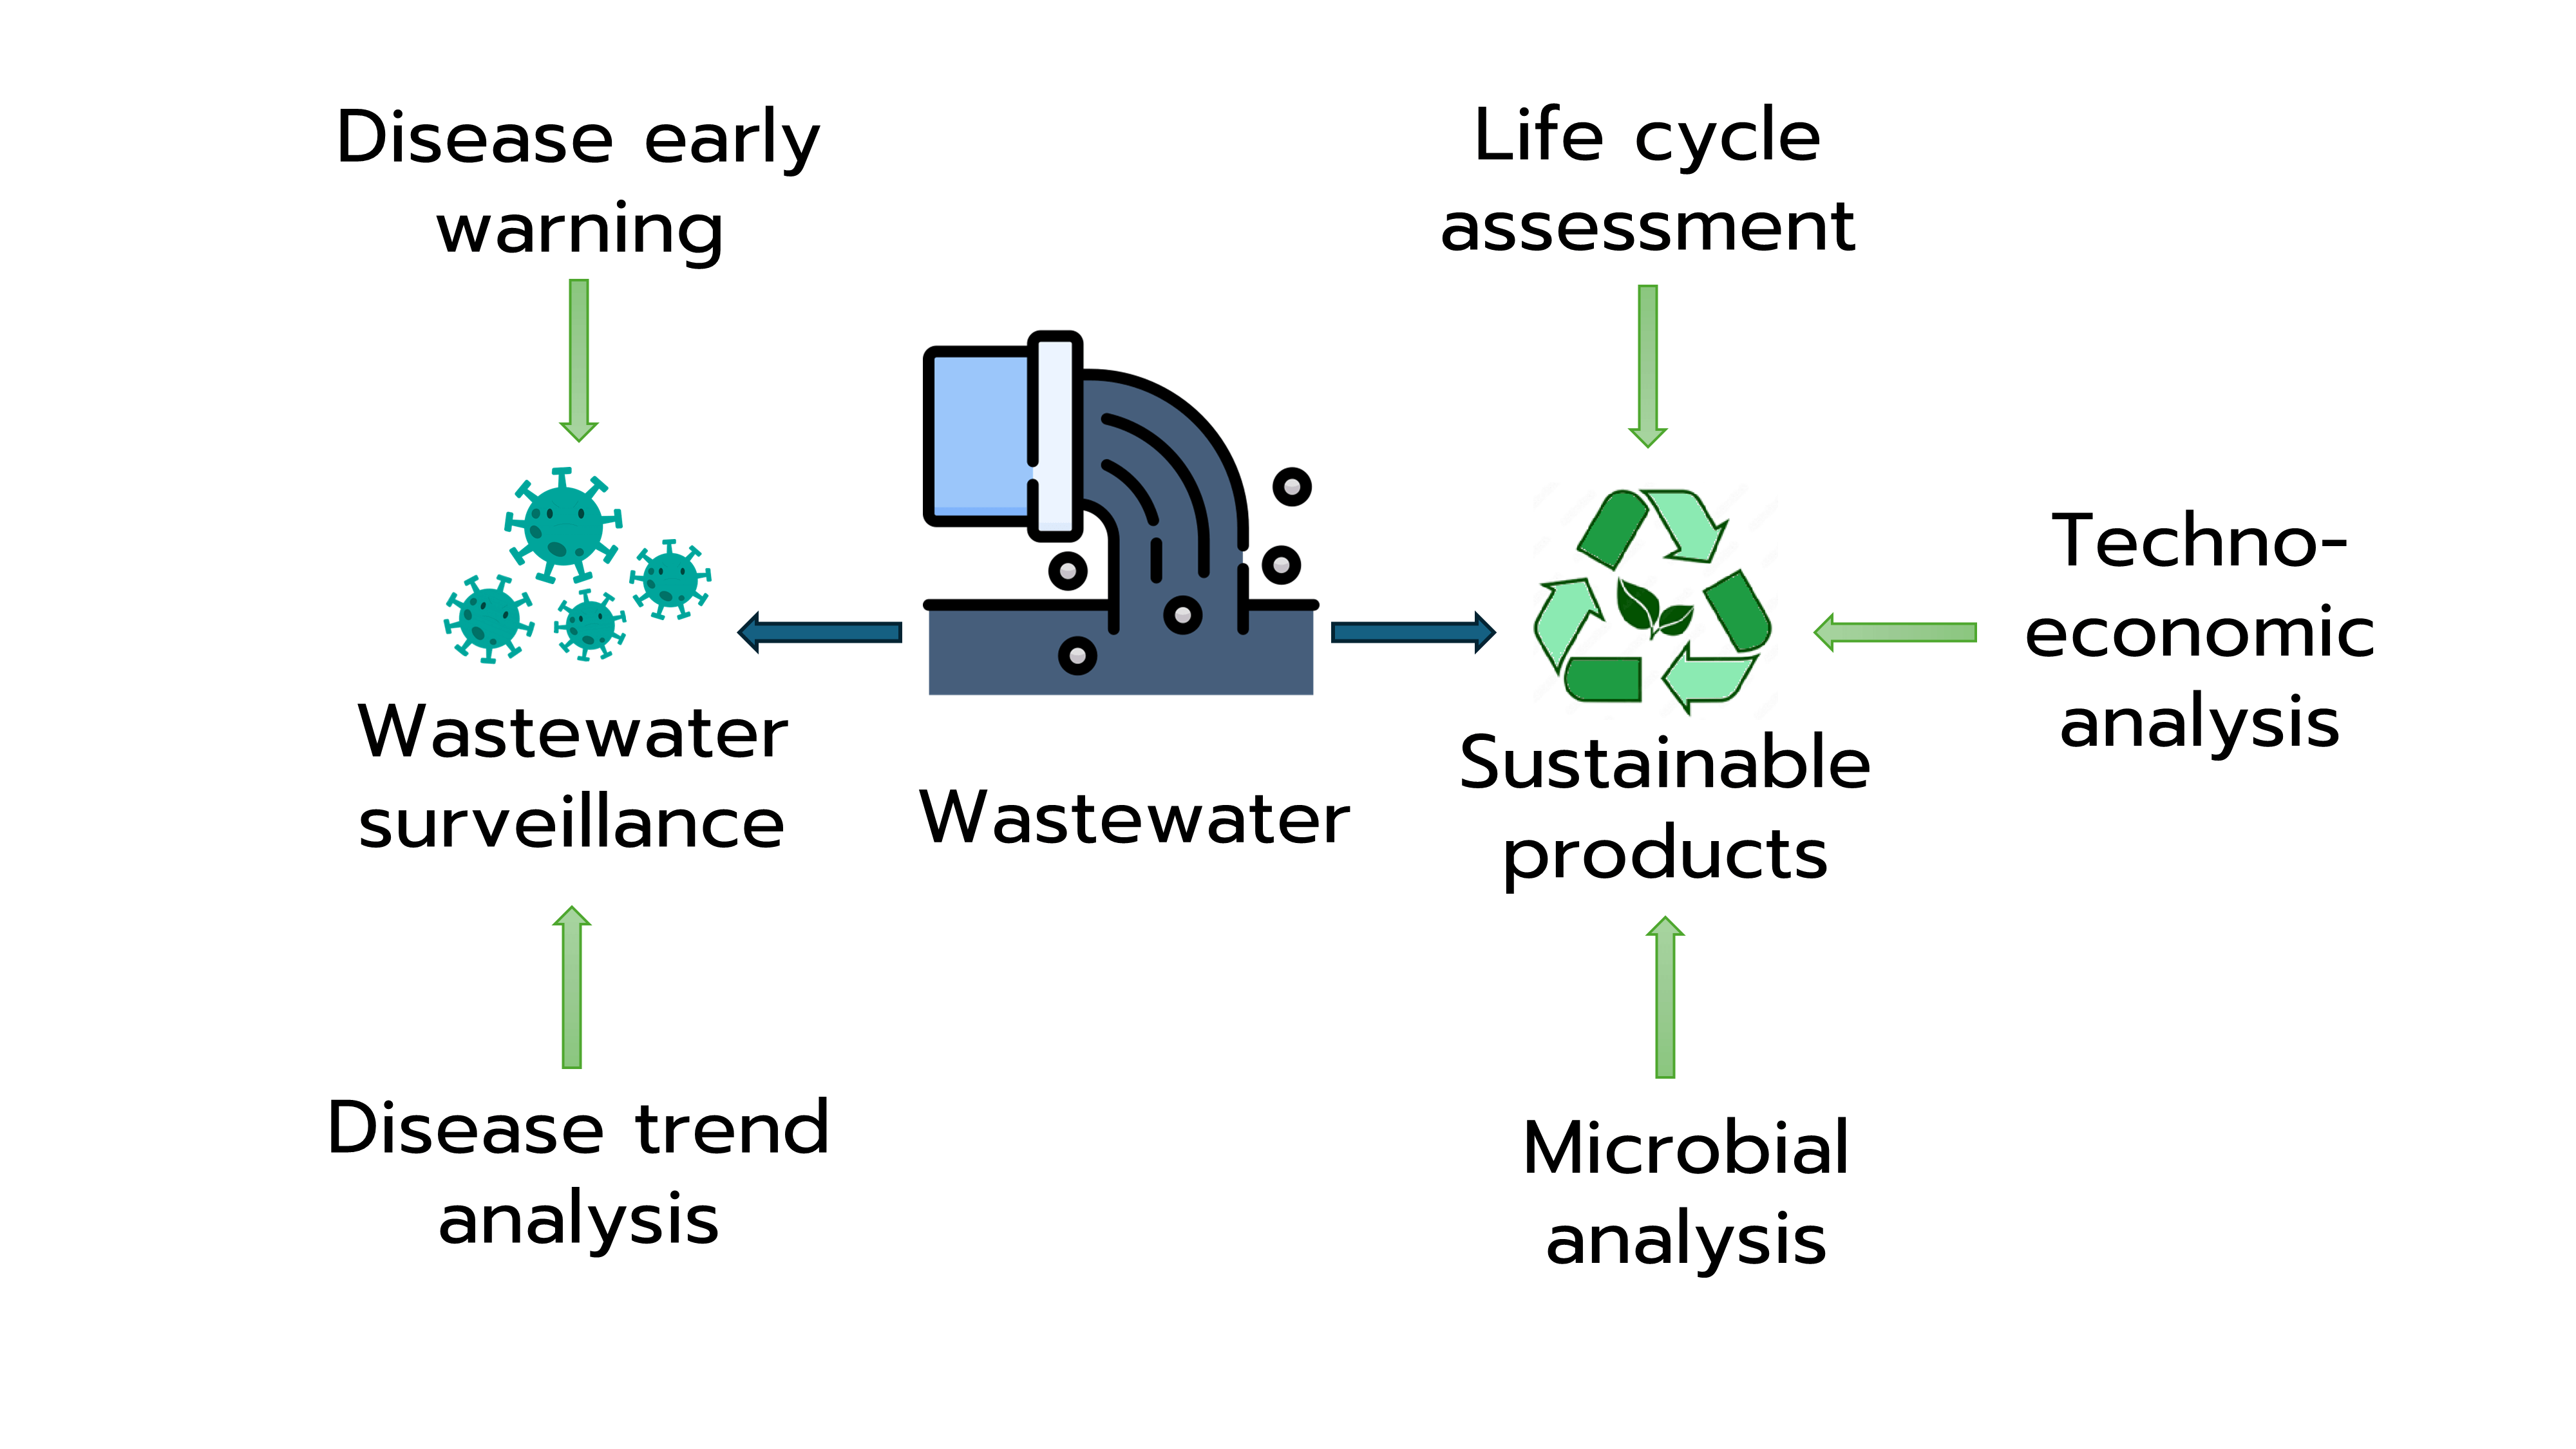 Disease early
warning
Life cycle
assessment
Techno-
economic
analysis
Wastewater
surveillance
Wastewater
Sustainable
products
Disease trend
analysis
Microbial
analysis